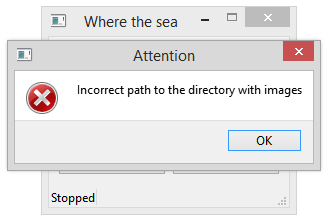 Where the sea
Attention
Incorrect path to the directory with images
OK
Stopped